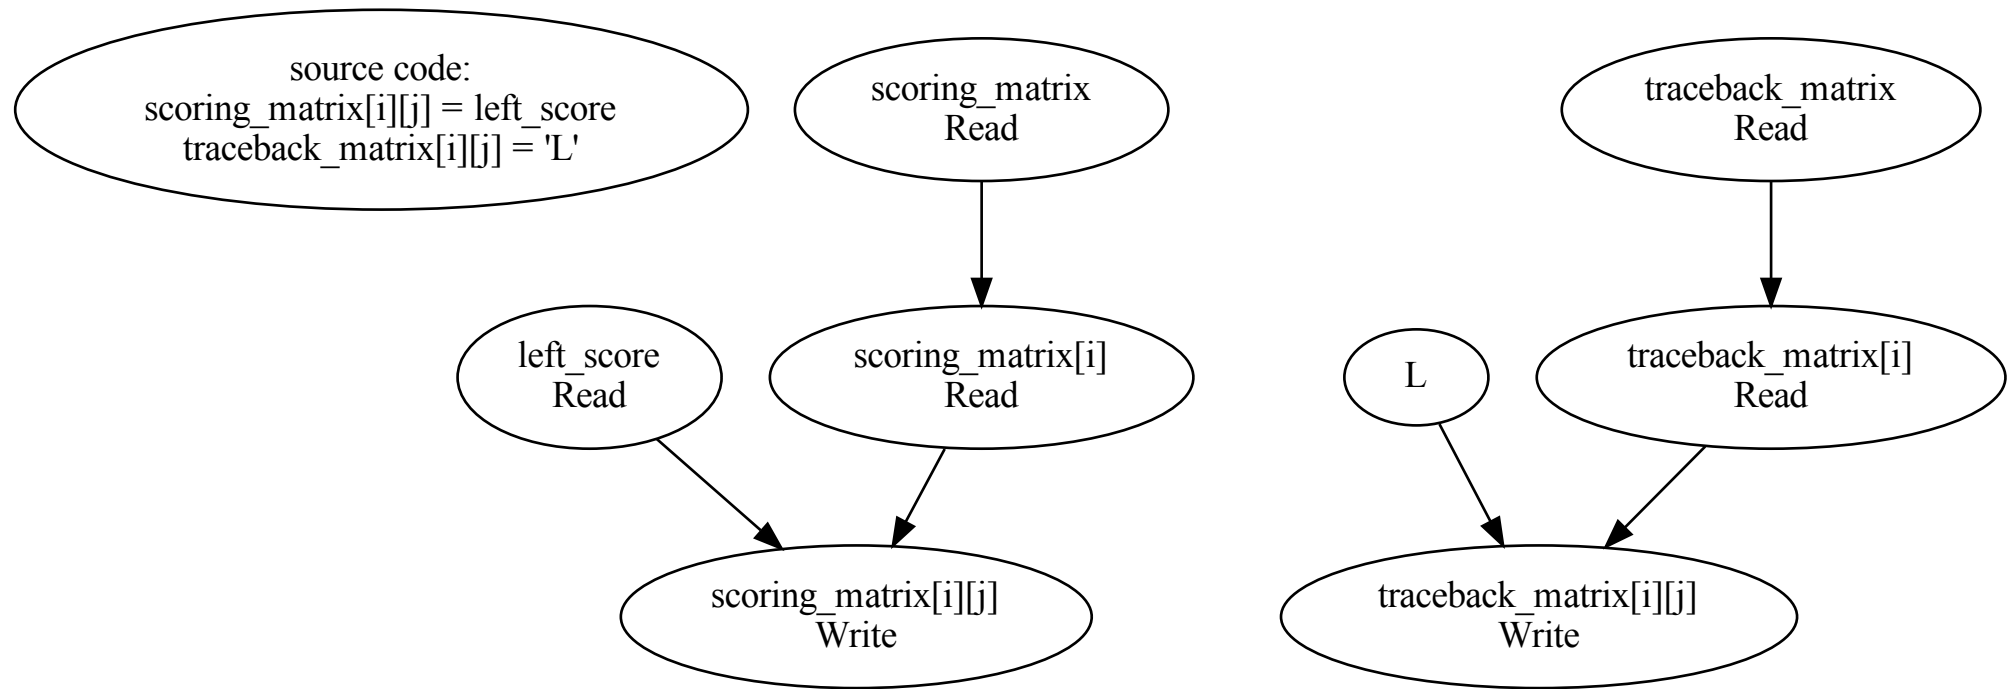 source code:
scoring_matrix[i][j] = left_score
traceback_matrix[i][j] = 'L'
scoring_matrix
Read
traceback_matrix
Read
left_score
Read
scoring_matrix[i]
Read
L
traceback_matrix[i]
Read
scoring_matrix[i][j]
Write
traceback_matrix[i][j]
Write